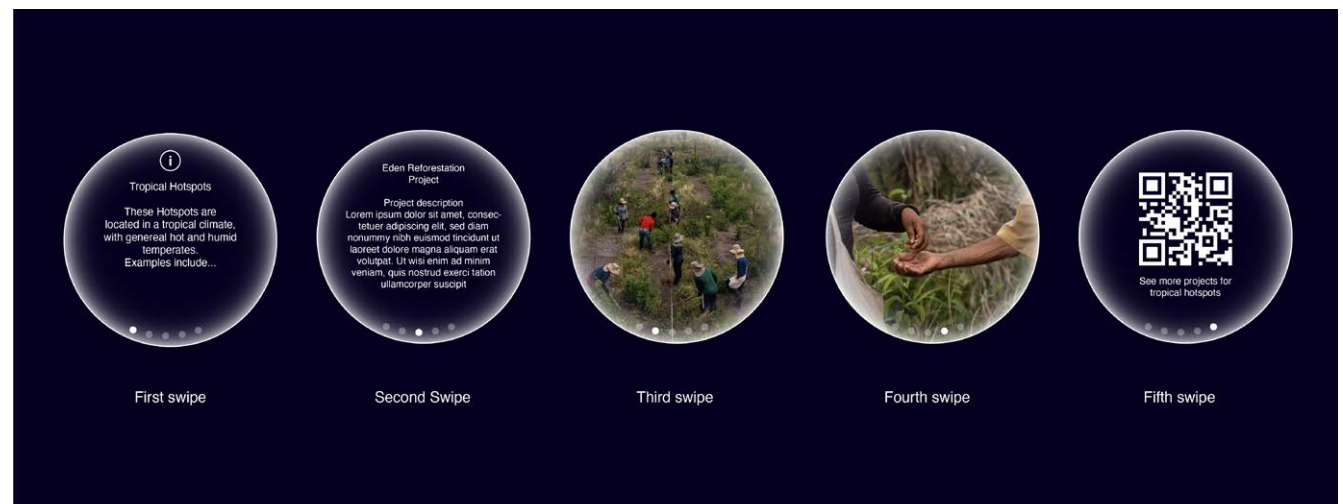 i
Tropical Hotspots
These Hotspots are
located in a tropical climate,
with genereal hot and humid
temperates.
Examples include...
First swipe
Eden Reforestation
Project
Project description
Lorem ipsum dolor sit amet, consec-
tetuer adipiscing elit, sed diam
nonummy nibh euismod tincidunt ut
laoreet dolore magna aliquam erat
volutpat. Ut wisi enim ad minim
veniam, quis nostrud exerci tation
ullamcorper suscipit
Second Swipe
Third swipe
Fourth swipe
See more projects for
tropical hotspots
Fifth swipe